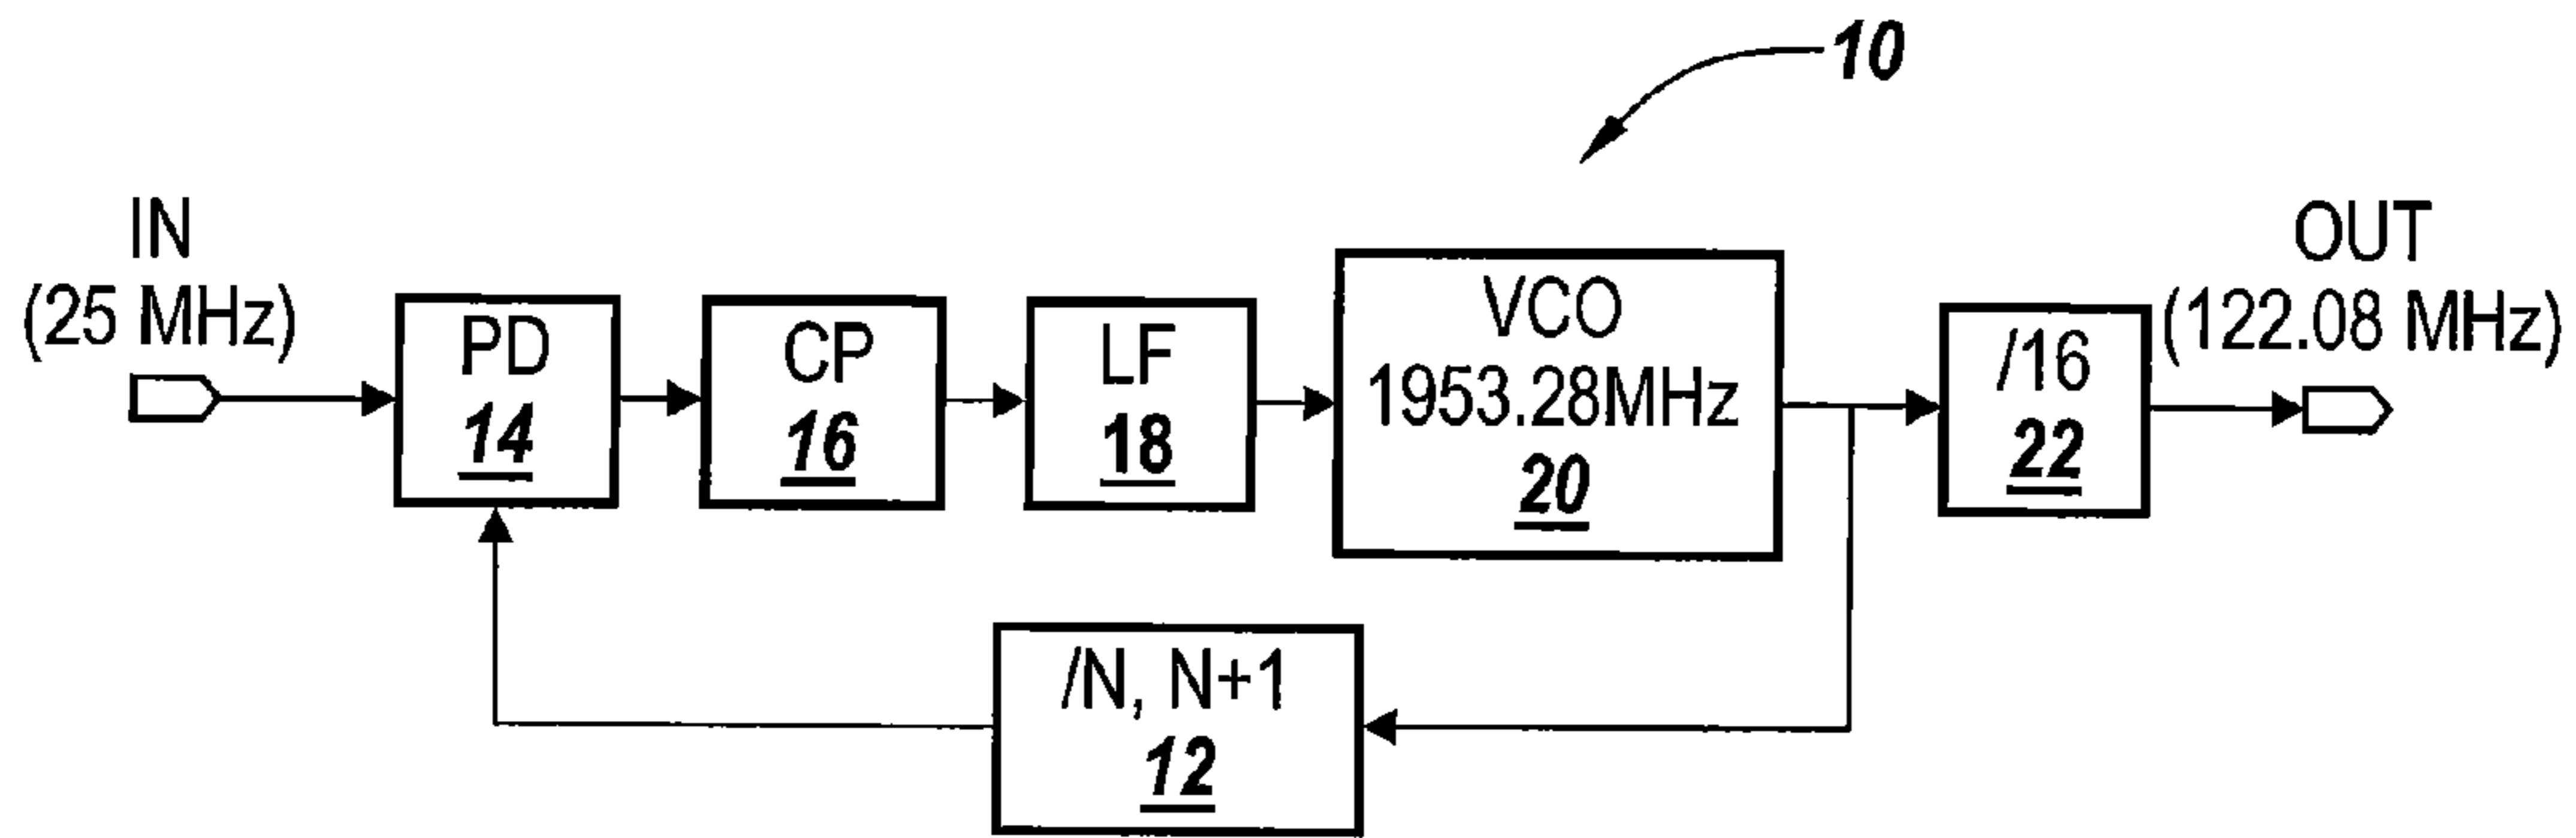 10
IN
(25 MHz)
PD
14
CP
16
LF
18
VCO
1953.28MHz
20
/16
22
OUT
(122.08 MHz)
/N, N+1
12